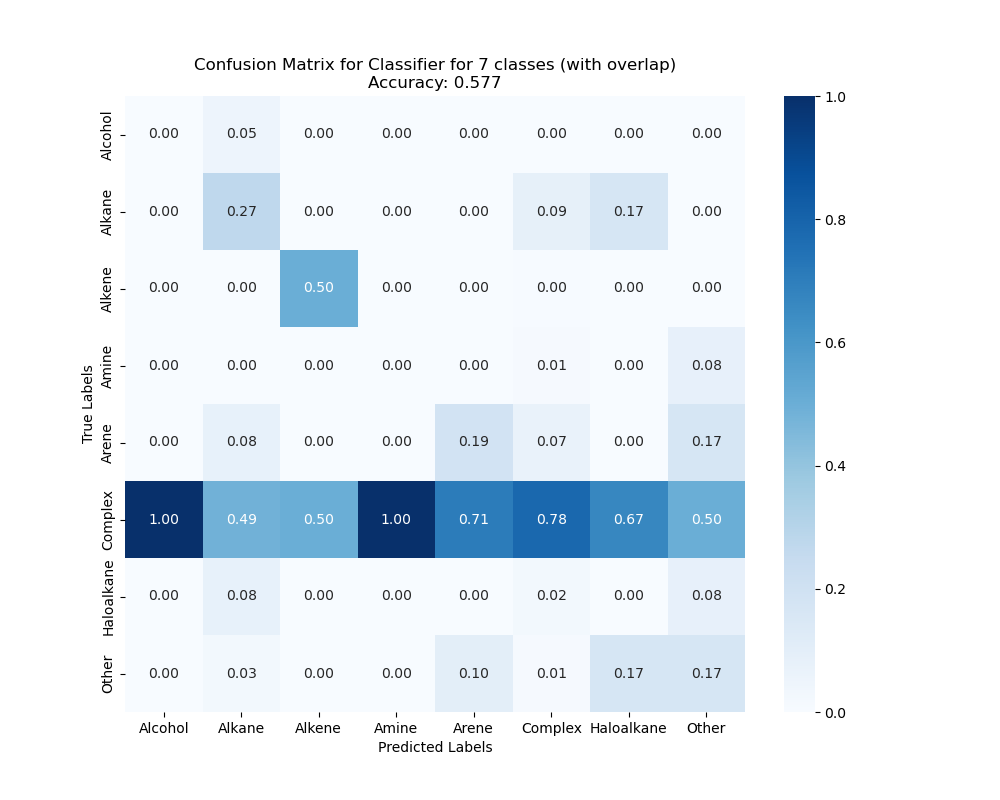 Confusion Matrix for Classifier for 7 classes (with overlap)
Accuracy: 0.577
True Labels
Alcohol 0.00 0.05 0.00 0.00 0.00 0.00 0.00 0.00
Alkane 0.00 0.27 0.00 0.00 0.00 0.09 0.17 0.00
Alkene 0.00 0.00 0.50 0.00 0.00 0.00 0.00 0.00
Amine 0.00 0.00 0.00 0.00 0.00 0.01 0.00 0.08
Arene 0.00 0.08 0.00 0.00 0.19 0.07 0.00 0.17
Complex 1.00 0.49 0.50 1.00 0.71 0.78 0.67 0.50
Haloalkane 0.00 0.08 0.00 0.00 0.00 0.02 0.00 0.08
Other 0.00 0.03 0.00 0.00 0.10 0.01 0.17 0.17
Alcohol Alkane Alkene Amine Arene Complex Haloalkane Other
Predicted Labels
1.0
0.8
0.6
0.4
0.2
0.0